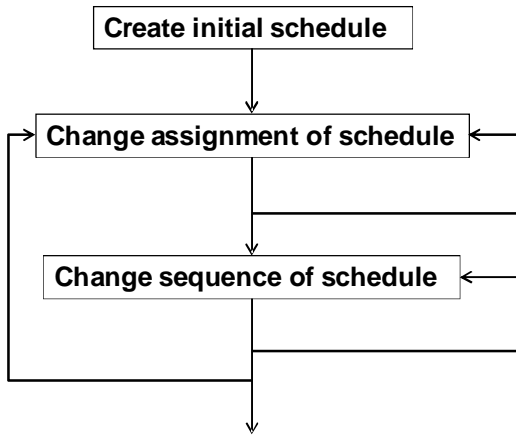 Create initial schedule
Change assignment of schedule
Change sequence of schedule